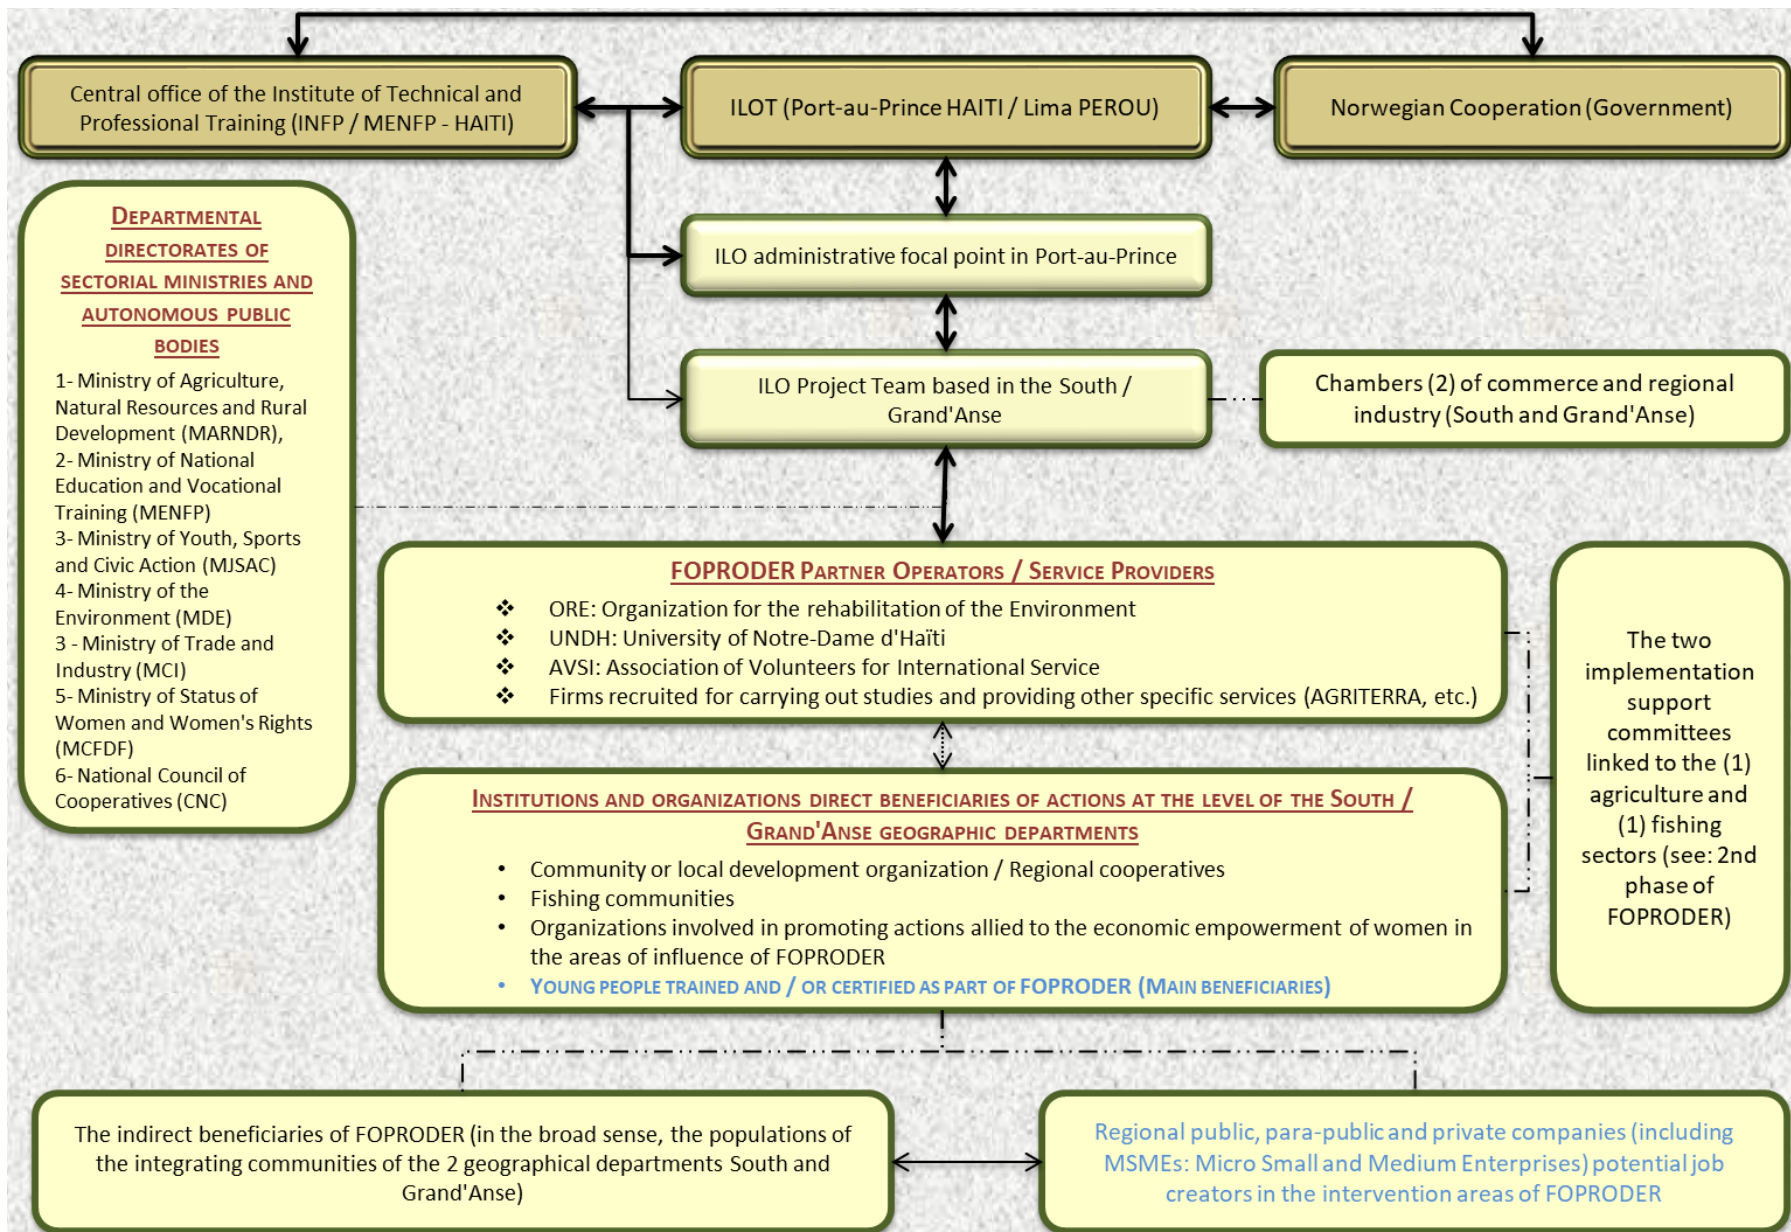 Central office of the Institute of Technical and
Professional Training (INFP / MENFP - HAITI)
ILOT (Port-au-Prince HAITI / Lima PEROU)
Norwegian Cooperation (Government)
DEPARTMENTAL
DIRECTORATES OF
SECTORIAL MINISTRIES AND
AUTONOMOUS PUBLIC
BODIES
1- Ministry of Agriculture,
Natural Resources and Rural
Development (MARNDR),
2- Ministry of National
Education and Vocational
Training (MENFP)
3- Ministry of Youth, Sports
and Civic Action (MJSAC)
4- Ministry of the
Environment (MDE)
3 - Ministry of Trade and
Industry (MCI)
5- Ministry of Status of
Women and Women's Rights
(MCFDF)
6- National Council of
Cooperatives (CNC)
ILO administrative focal point in Port-au-Prince
ILO Project Team based in the South /
Grand'Anse
Chambers (2) of commerce and regional
industry (South and Grand'Anse)
FOPRODER PARTNER OPERATORS / SERVICE PROVIDERS
❖ ORE: Organization for the rehabilitation of the Environment
❖ UNDH: University of Notre-Dame d'Haïti
❖ AVSI: Association of Volunteers for International Service
❖ Firms recruited for carrying out studies and providing other specific services (AGRITERRA, etc.)
The two
implementation
support
committees
linked to the (1)
agriculture and
(1) fishing
sectors (see: 2nd
phase of
FOPRODER)
INSTITUTIONS AND ORGANIZATIONS DIRECT BENEFICIARIES OF ACTIONS AT THE LEVEL OF THE SOUTH /
GRAND'ANSE GEOGRAPHIC DEPARTMENTS
• Community or local development organization / Regional cooperatives
• Fishing communities
• Organizations involved in promoting actions allied to the economic empowerment of women in
the areas of influence of FOPRODER
• YOUNG PEOPLE TRAINED AND / OR CERTIFIED AS PART OF FOPRODER (MAIN BENEFICIARIES)
The indirect beneficiaries of FOPRODER (in the broad sense, the populations of
the integrating communities of the 2 geographical departments South and
Grand'Anse)
Regional public, para-public and private companies (including
MSMEs: Micro Small and Medium Enterprises) potential job
creators in the intervention areas of FOPRODER